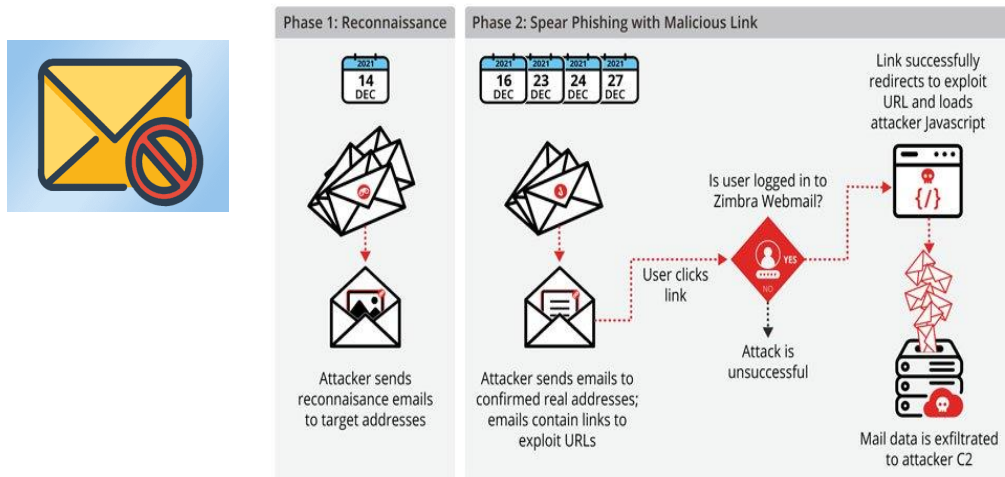 Phase 1: Reconnaissance
2021
14
DEC
Attacker sends
reconnaisance emails
to target addresses
Phase 2: Spear Phishing with Malicious Link
2021 2021 2021 2021
16 23 24 27
DEC DEC DEC DEC
Attacker sends emails to
confirmed real addresses;
emails contain links to
exploit URLs
User clicks
link
Is user logged in to
Zimbra Webmail?
YES
NO
Attack is
unsuccessful
Link successfully
redirects to exploit
URL and loads
attacker Javascript
{/}
Mail data is exfiltrated
to attacker C2